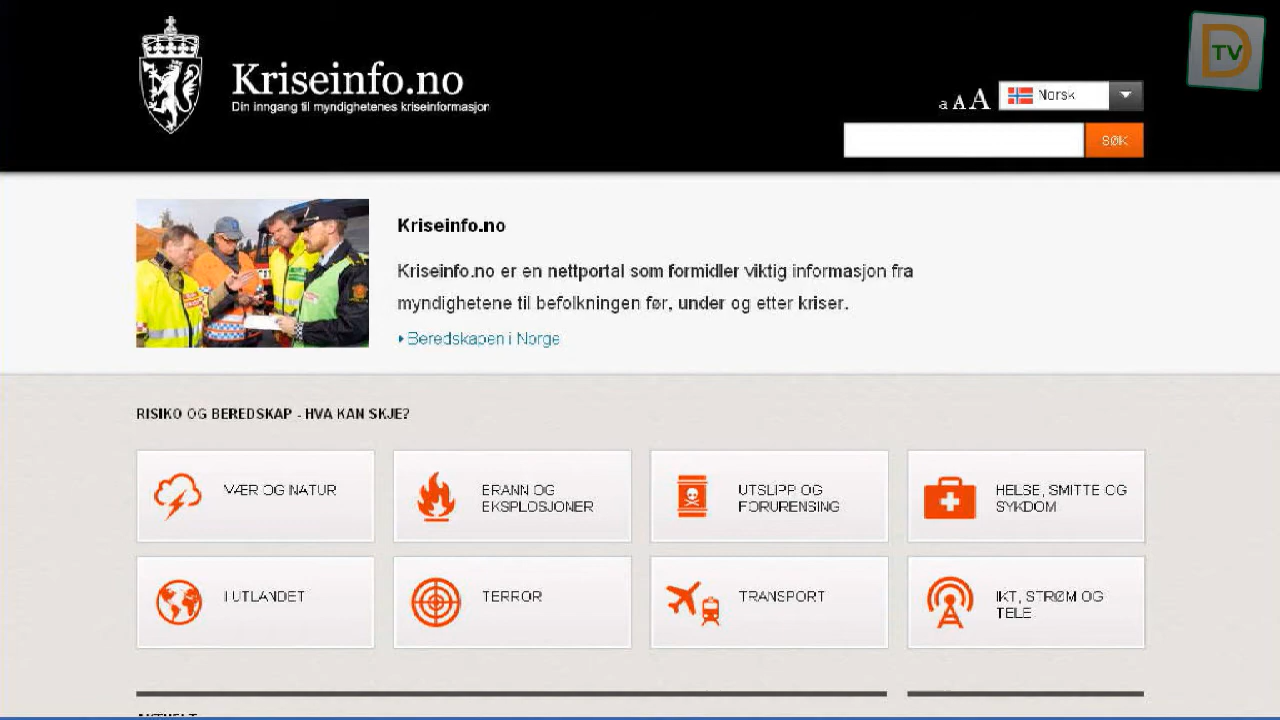 Kriseinfo.no
Din inngang til myndighetenes kriseinformasjon
D TV
a A A
Norsk
SØK
Kriseinfo.no
Kriseinfo.no er en nettportal som formidler viktig informasjon fra
myndighetene til befolkningen før, under og etter kriser.
Beredskapen i Norge
RISIKO OG BEREDSKAP - HVA KAN SKJE?
VÆR OG NATUR
BRANN OG
EKSPLOSJONER
UTSLIPP OG
FORURENSING
HELSE, SMITTE OG
SYKDOM
I UTLANDET
TERROR
TRANSPORT
IKT, STRØM OG
TELE
AKTUELT